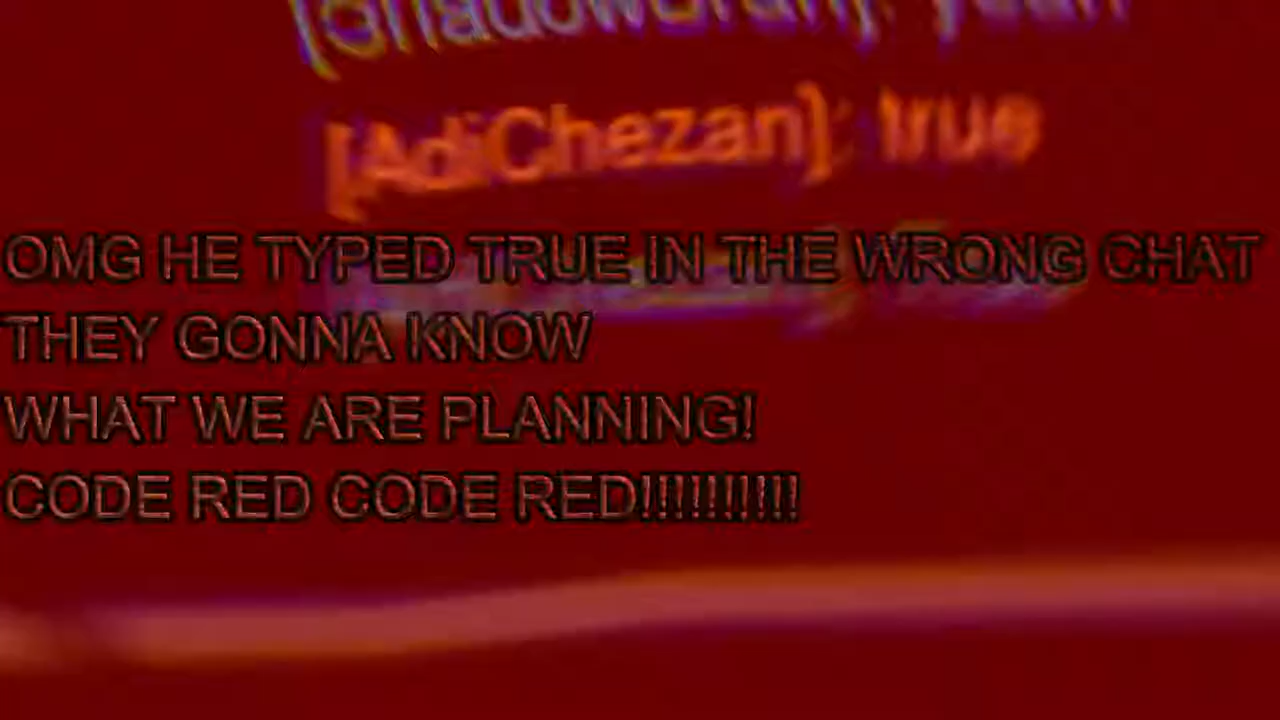 [AdiChezan]: true
OMG HE TYPED TRUE IN THE WRONG CHAT
THEY GONNA KNOW
WHAT WE ARE PLANNING!
CODE RED CODE RED!!!!!!!!!!